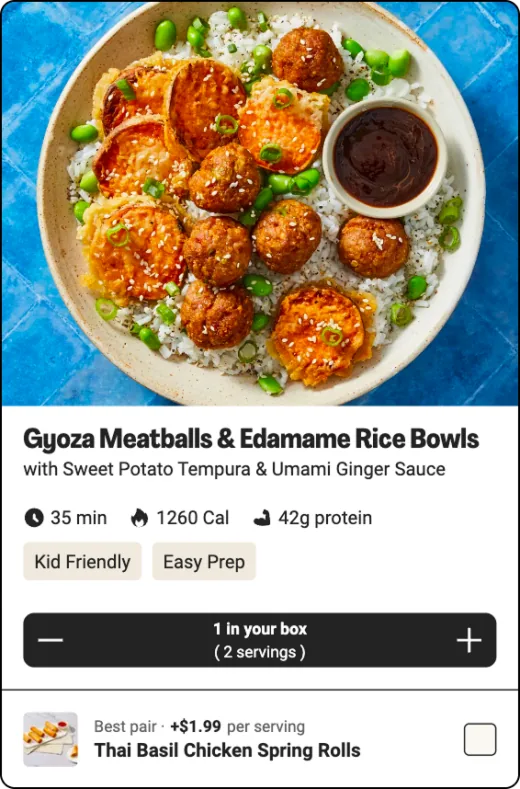 Gyoza Meatballs & Edamame Rice Bowls
with Sweet Potato Tempura & Umami Ginger Sauce
35 min 1260 Cal 42g protein
Kid Friendly Easy Prep
1 in your box
( 2 servings )
Best pair · +$1.99 per serving
Thai Basil Chicken Spring Rolls